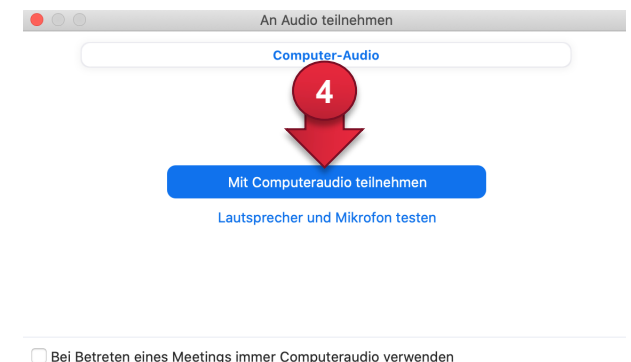 An Audio teilnehmen
Computer-Audio
4
Mit Computeraudio teilnehmen
Lautsprecher und Mikrofon testen
Bei Betreten eines Meetings immer Computeraudio verwenden